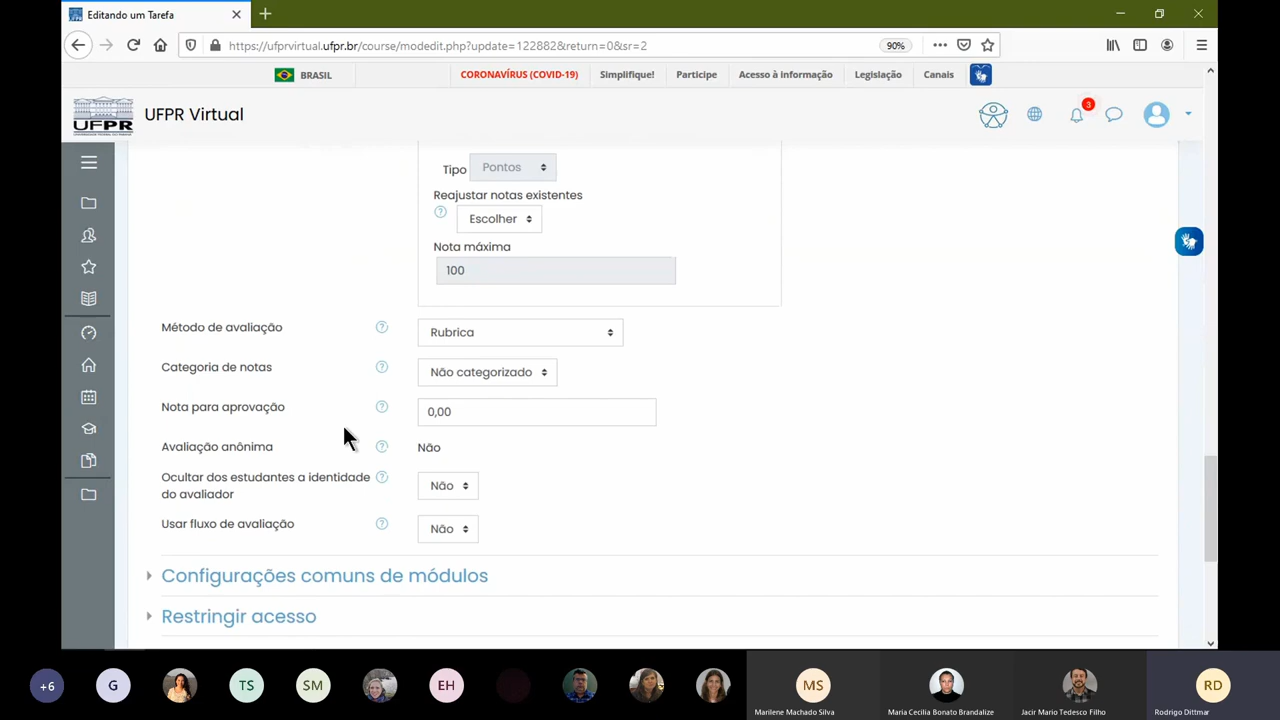 Editando um Tarefa
https://ufprvirtual.ufpr.br/course/modedit.php?update=122882&return=0&sr=2
90%
BRASIL
CORONAVÍRUS (COVID-19)
Simplifique!
Participe
Acesso à informação
Legislação
Canais
UFPR
UFPR Virtual
3
Tipo
Pontos
Reajustar notas existentes
Escolher
Nota máxima
100
Método de avaliação
Rubrica
Categoria de notas
Não categorizado
Nota para aprovação
0,00
Avaliação anônima
Não
Ocultar dos estudantes a identidade
do avaliador
Não
Usar fluxo de avaliação
Não
Configurações comuns de módulos
Restringir acesso
+6
G
TS
SM
EH
MS
RD
Marilene Machado Silva
Maria Cecilia Bonato Brandalize
Jacir Mario Tedesco Filho
Rodrigo Dittmar